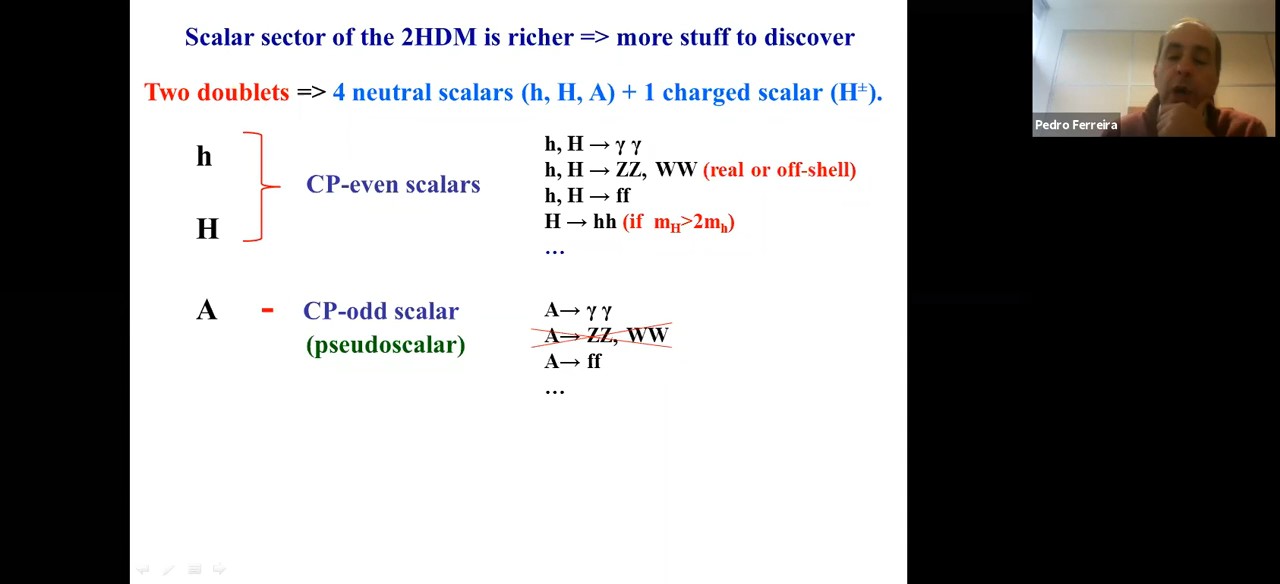 Scalar sector of the 2HDM is richer => more stuff to discover
Two doublets => 4 neutral scalars (h, H, A) + 1 charged scalar (H±).
h
H
CP-even scalars
h, H → γ γ
h, H → ZZ, WW (real or off-shell)
h, H → ff
H → hh (if mH>2mh)
...
A
-
CP-odd scalar
(pseudoscalar)
A→ γ γ
A→ ZZ, WW
A→ ff
...
Pedro Ferreira